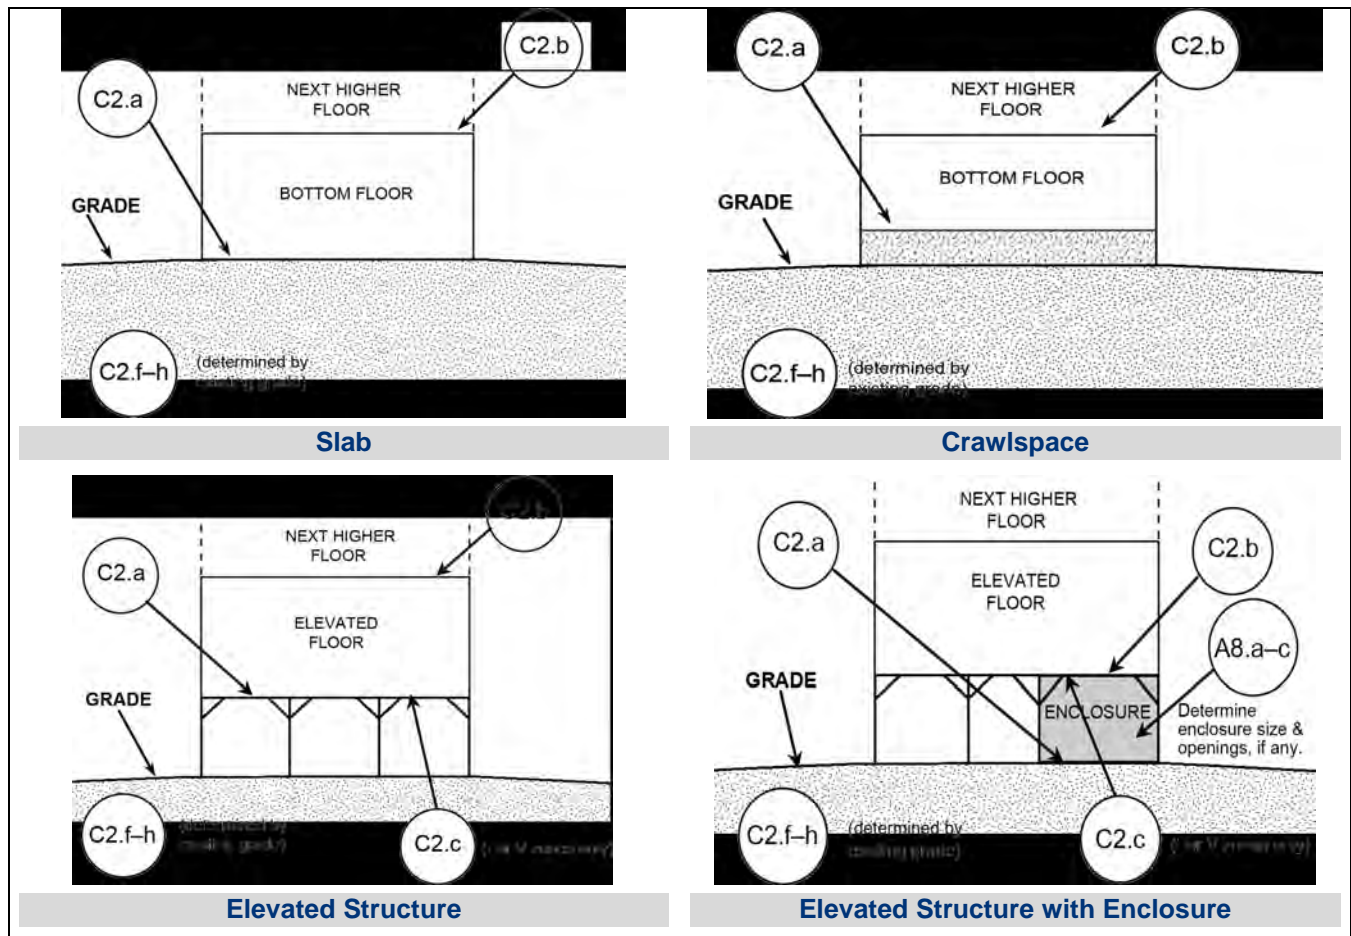 C2.b
C2.a
NEXT HIGHER
FLOOR
BOTTOM FLOOR
GRADE
C2.f–h
(determined by
Slab
C2.a
C2.b
NEXT HIGHER
FLOOR
BOTTOM FLOOR
GRADE
C2.f–h
(determined by
existing grade)
Crawlspace
NEXT HIGHER
FLOOR
C2.a
ELEVATED
FLOOR
GRADE
C2.f–h
C2.c
Elevated Structure
NEXT HIGHER
FLOOR
C2.a
C2.b
ELEVATED
FLOOR
A8.a–c
GRADE
ENCLOSURE
Determine
enclosure size &
openings, if any.
C2.f–h
(determined by
C2.c
Elevated Structure with Enclosure